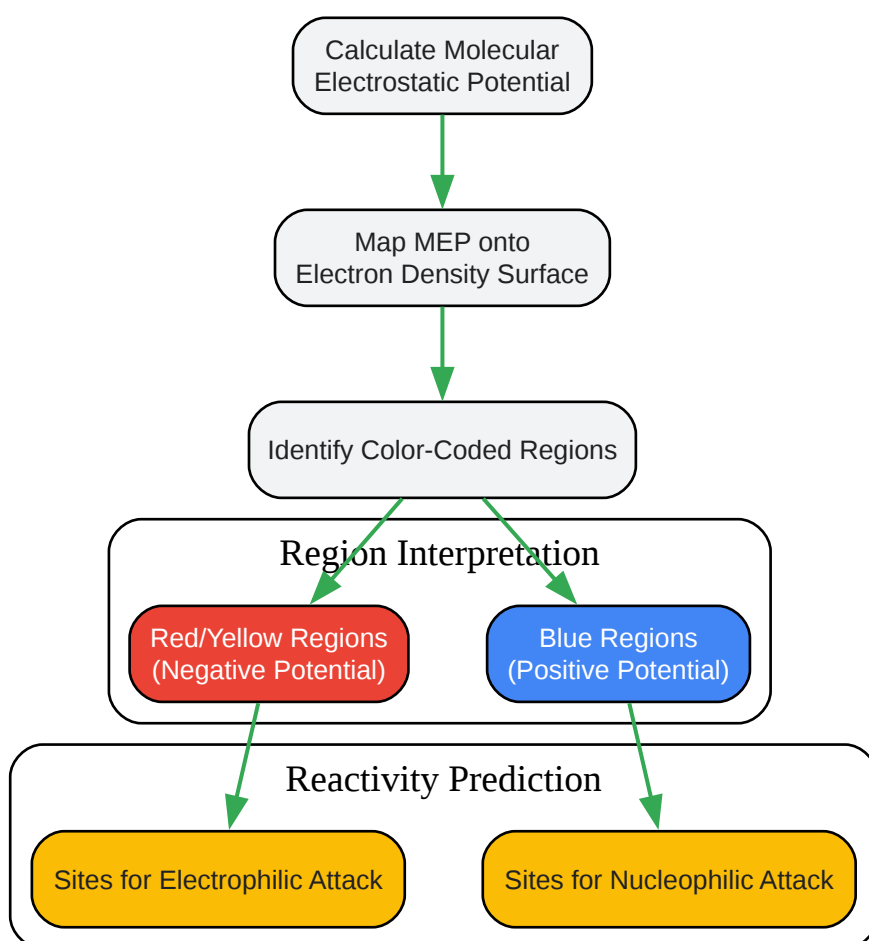 Calculate Molecular
Electrostatic Potential
Map MEP onto
Electron Density Surface
Identify Color-Coded Regions
Region Interpretation
Red/Yellow Regions
(Negative Potential)
Blue Regions
(Positive Potential)
Reactivity Prediction
Sites for Electrophilic Attack
Sites for Nucleophilic Attack